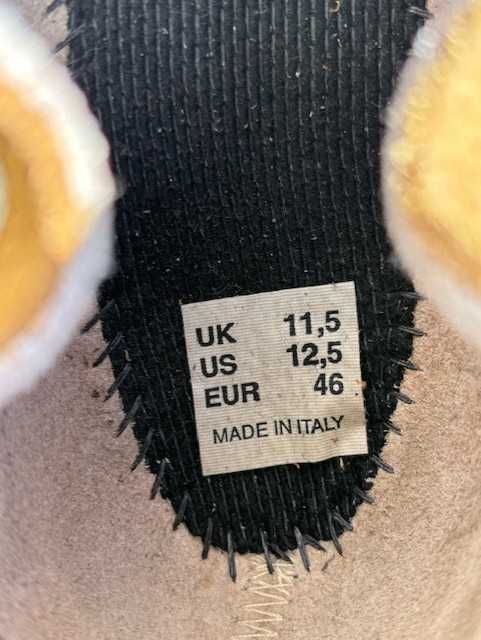 UK 11,5
US 12,5
EUR 46
MADE IN ITALY